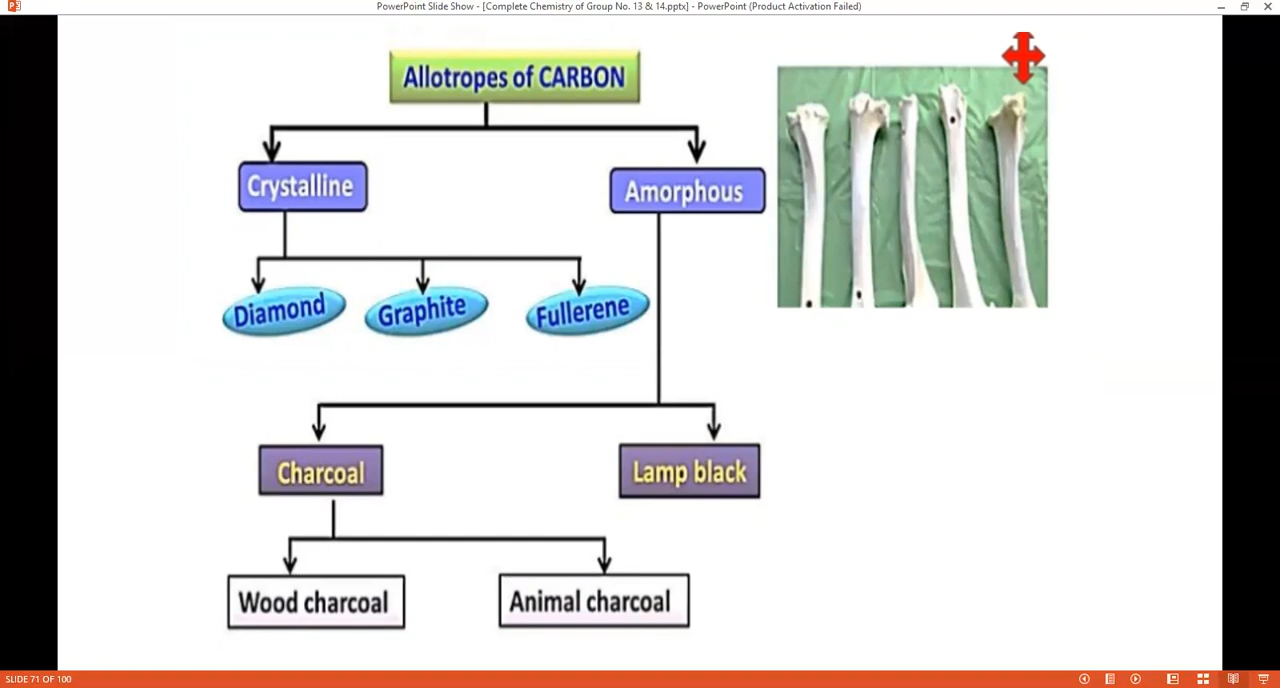 PowerPoint Slide Show - [Complete Chemistry of Group No. 13 & 14.pptx] - PowerPoint (Product Activation Failed)
Allotropes of CARBON
Crystalline
Amorphous
Diamond
Graphite
Fullerene
Charcoal
Lamp black
Wood charcoal
Animal charcoal
SLIDE 71 OF 100